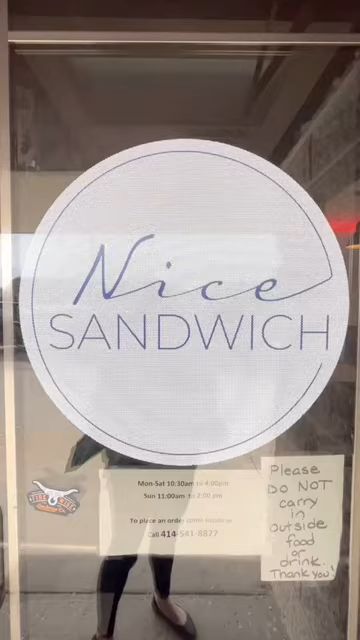 Nice
SANDWICH
Mon-Sat 10:30am to 4:00pm
Sun 11:00am to 2:00 pm
To place an order
Call 414-541-8877
Please
DO NOT
carry
in
outside
food
or
drink.
Thank you!